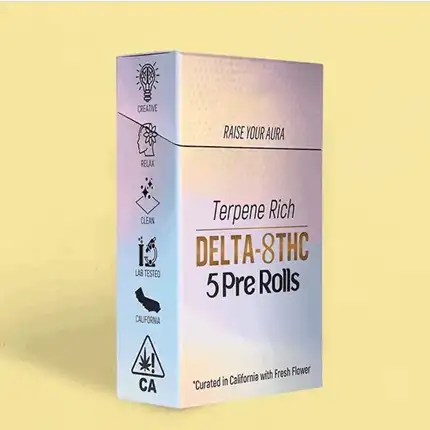 CREATIVE
RELAX
CLEAN
LAB TESTED
CALIFORNIA
CA
RAISE YOUR AURA
Terpene Rich
DELTA-8THC
5 Pre Rolls
*Curated in California with Fresh Flower